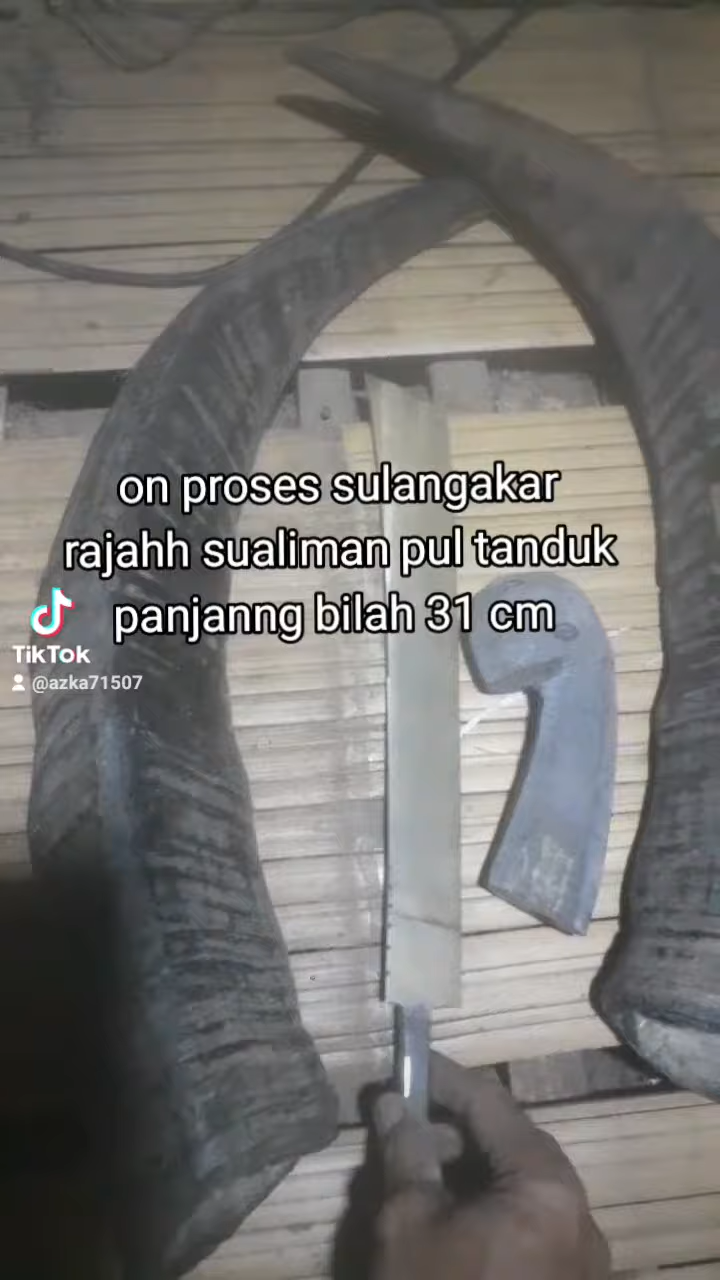 on proses sulangakar
rajahh sualiman pul tanduk
panjanng bilah 31 cm
TikTok
@azka71507